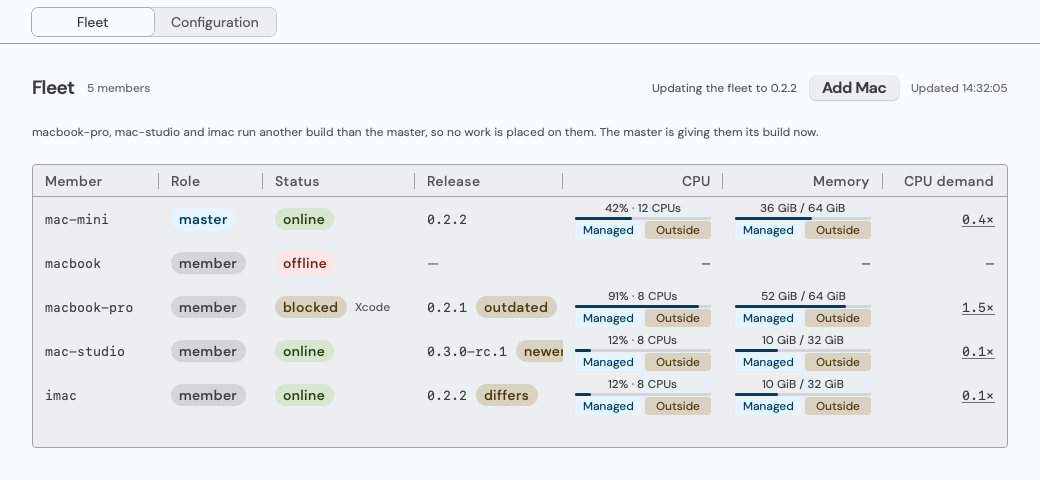 Fleet Configuration
Fleet 5 members Updating the fleet to 0.2.2 Add Mac Updated 14:32:05
macbook-pro, mac-studio and imac run another build than the master, so no work is placed on them. The master is giving them its build now.
Member Role Status Release CPU Memory CPU demand
mac-mini master online 0.2.2 42% · 12 CPUs 36 GiB / 64 GiB 0.4×
Managed Outside Managed Outside
macbook member offline — — — —
macbook-pro member blocked Xcode 0.2.1 outdated 91% · 8 CPUs 52 GiB / 64 GiB 1.5×
Managed Outside Managed Outside
mac-studio member online 0.3.0-rc.1 newer 12% · 8 CPUs 10 GiB / 32 GiB 0.1×
Managed Outside Managed Outside
imac member online 0.2.2 differs 12% · 8 CPUs 10 GiB / 32 GiB 0.1×
Managed Outside Managed Outside